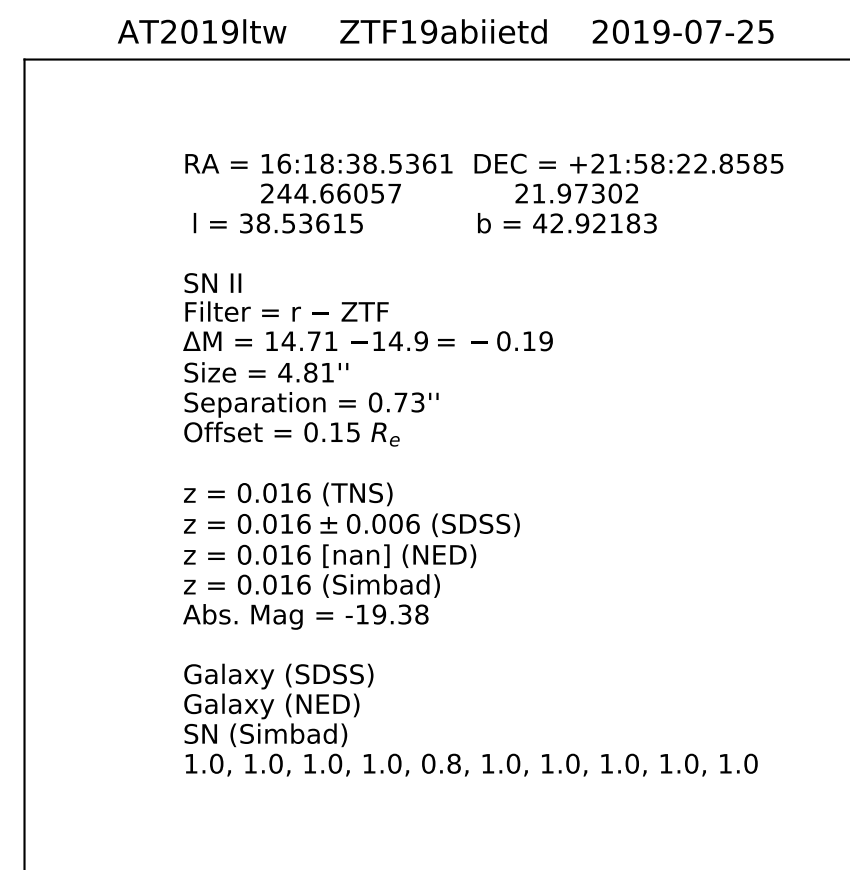 AT2019ltw ZTF19abiietd 2019-07-25
RA = 16:18:38.5361 DEC = +21:58:22.8585
244.66057 21.97302
l = 38.53615 b = 42.92183
SN II
Filter = r − ZTF
ΔM = 14.71 −14.9 = − 0.19
Size = 4.81''
Separation = 0.73''
Offset = 0.15 Re
z = 0.016 (TNS)
z = 0.016 ± 0.006 (SDSS)
z = 0.016 [nan] (NED)
z = 0.016 (Simbad)
Abs. Mag = -19.38
Galaxy (SDSS)
Galaxy (NED)
SN (Simbad)
1.0, 1.0, 1.0, 1.0, 0.8, 1.0, 1.0, 1.0, 1.0, 1.0